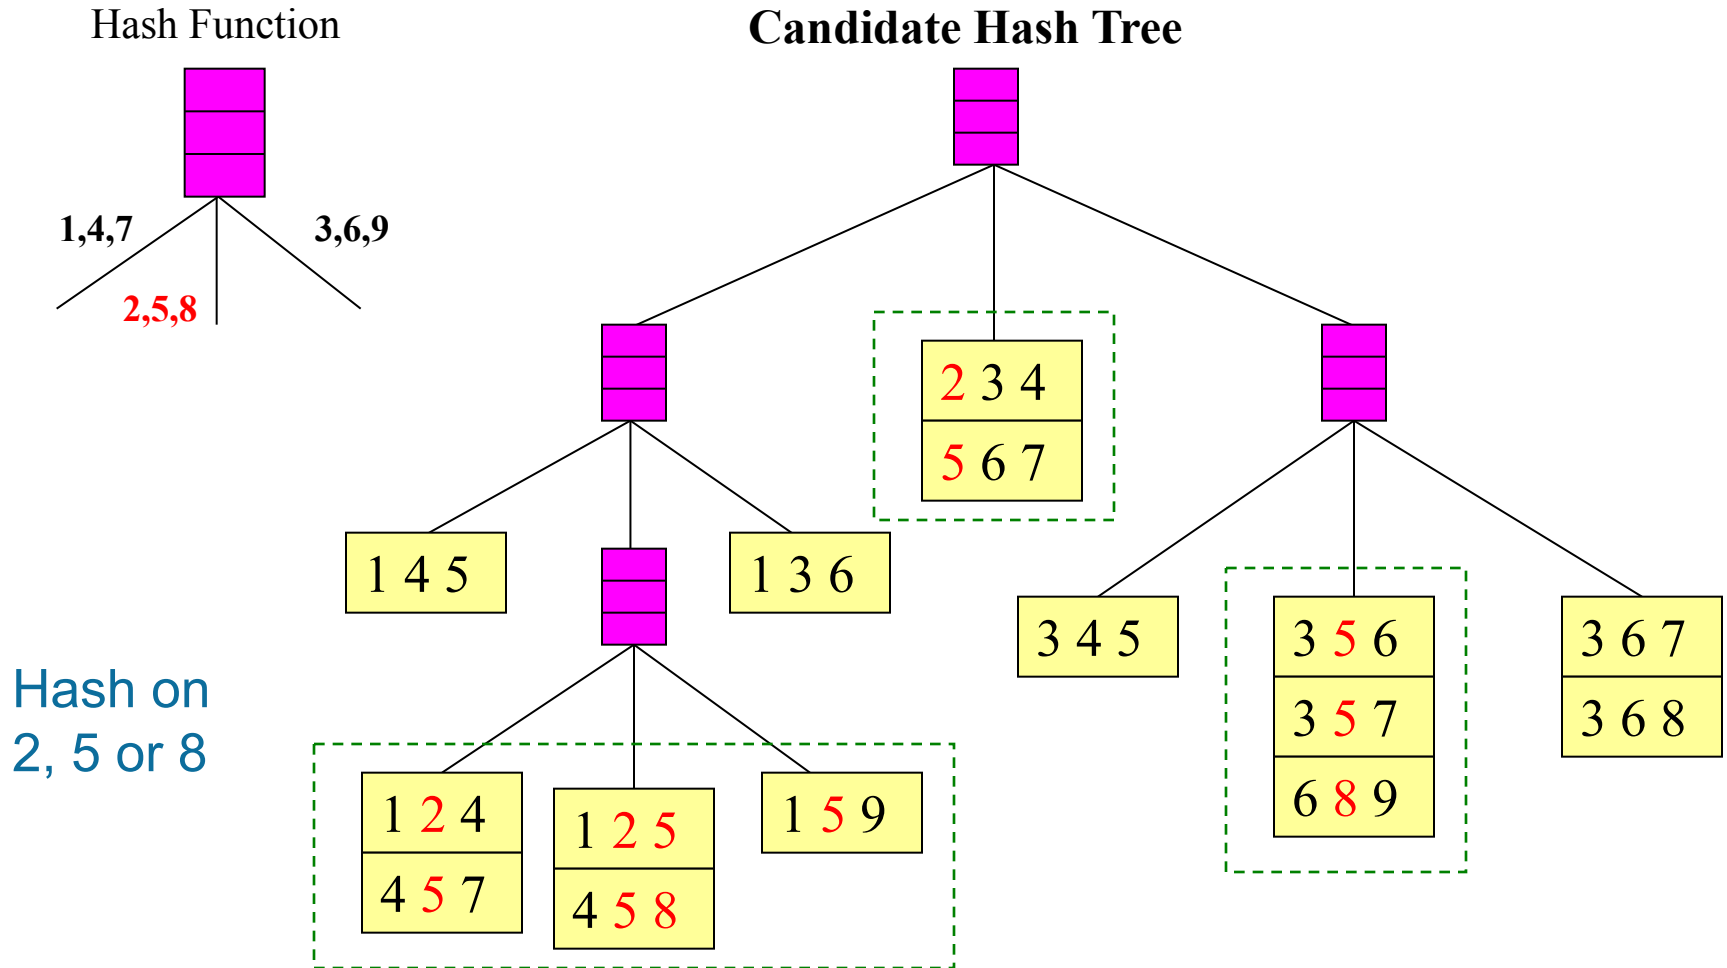 Hash Function
Candidate Hash Tree
1,4,7
3,6,9
2,5,8
2 3 4
5 6 7
1 4 5
1 3 6
3 4 5
3 5 6
3 5 7
6 8 9
3 6 7
3 6 8
Hash on
2, 5 or 8
1 2 4
4 5 7
1 2 5
4 5 8
1 5 9